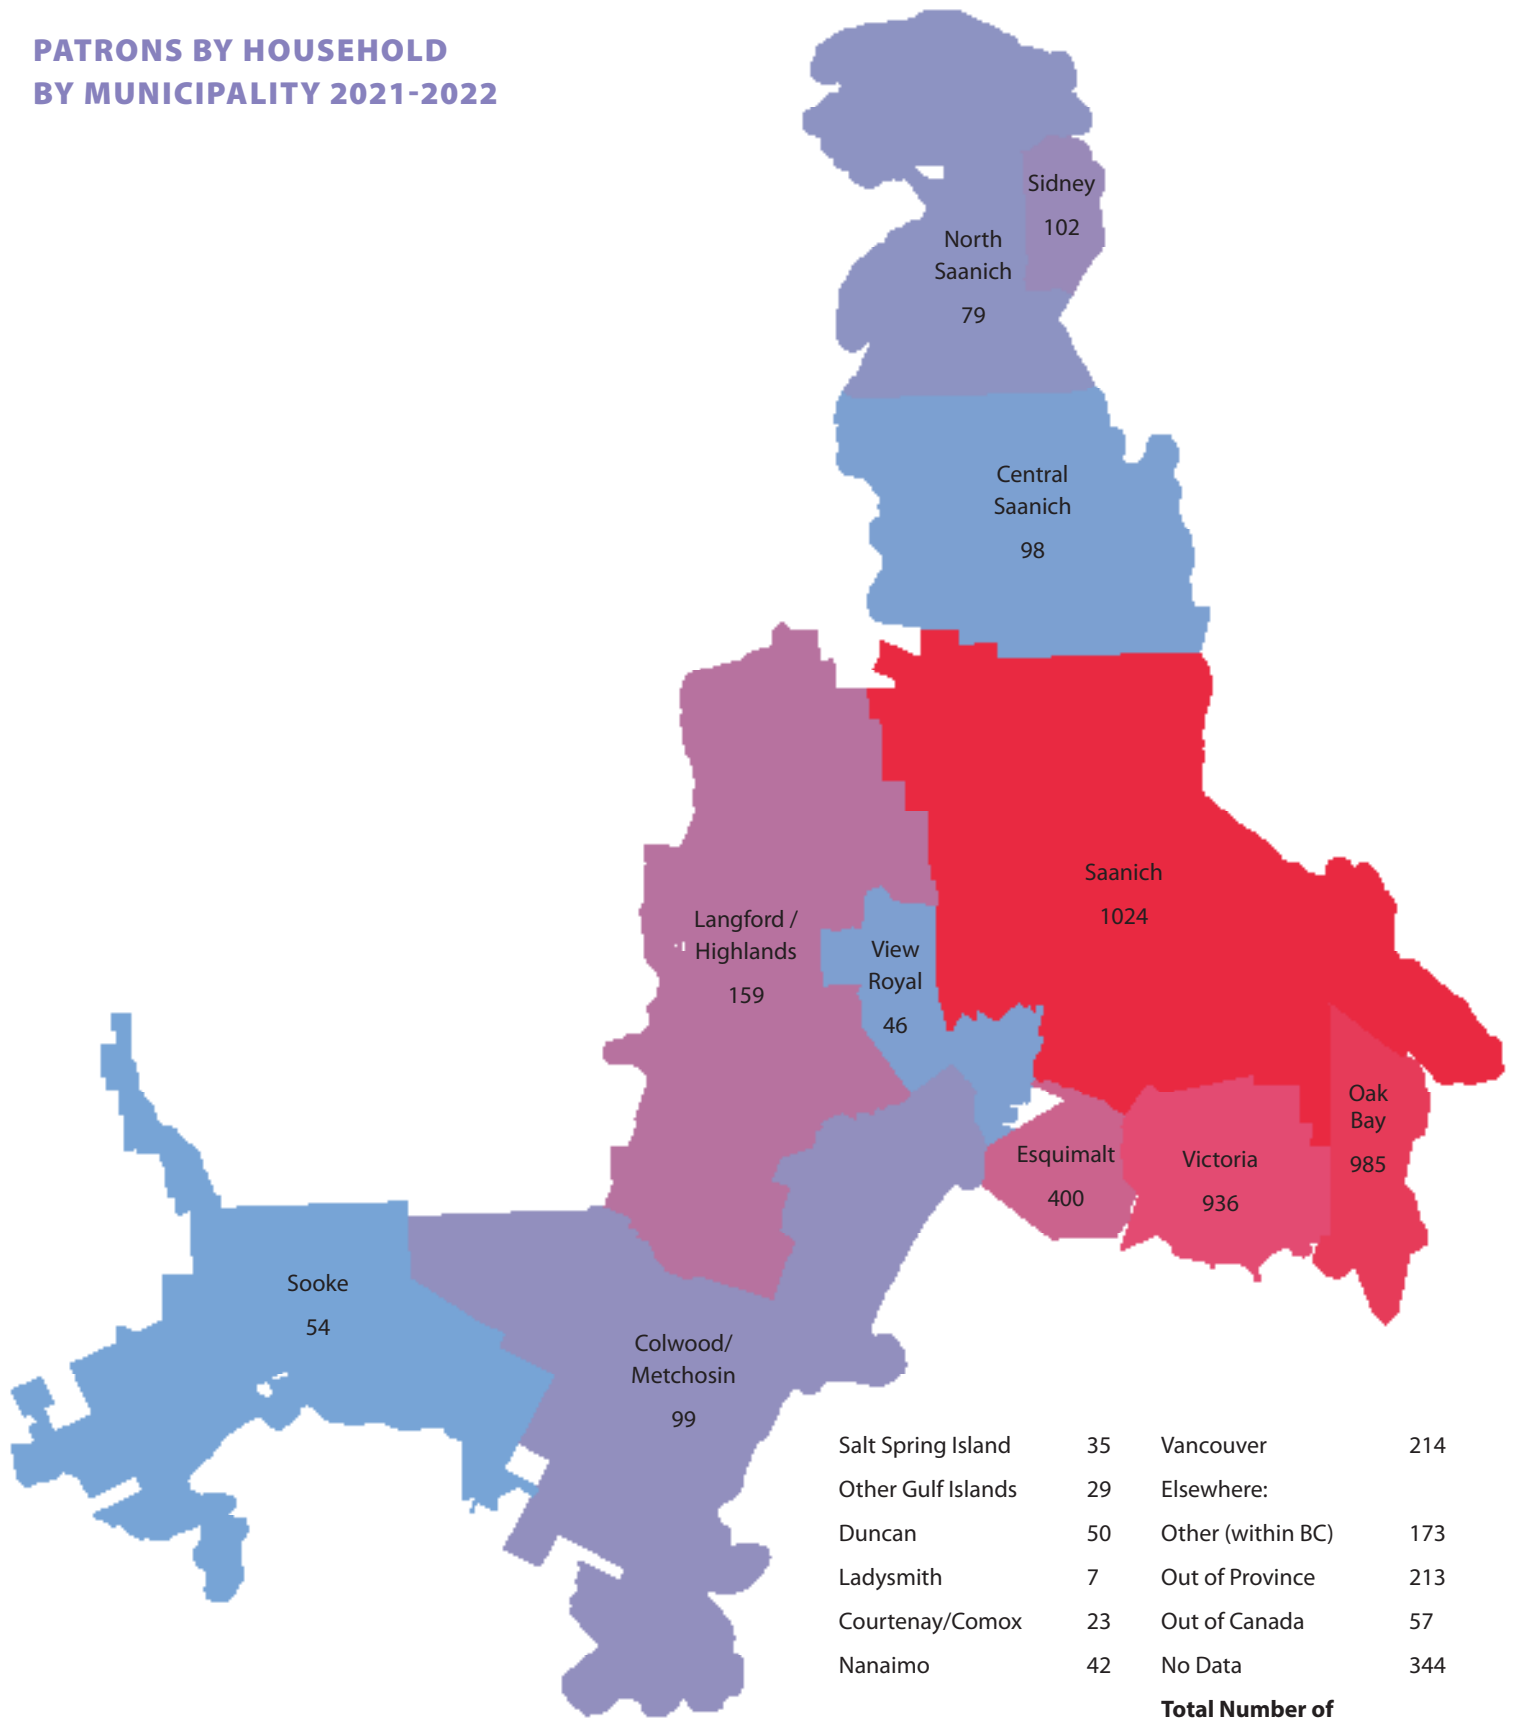 PATRONS BY HOUSEHOLD
BY MUNICIPALITY 2021-2022
Sidney
102
North
Saanich
79
Central
Saanich
98
Saanich
1024
Langford /
Highlands
159
View
Royal
46
Oak
Bay
985
Esquimalt
400
Victoria
936
Sooke
54
Colwood/
Metchosin
99
Salt Spring Island 35
Other Gulf Islands 29
Duncan 50
Ladysmith 7
Courtenay/Comox 23
Nanaimo 42
Vancouver 214
Elsewhere:
Other (within BC) 173
Out of Province 213
Out of Canada 57
No Data 344
Total Number of